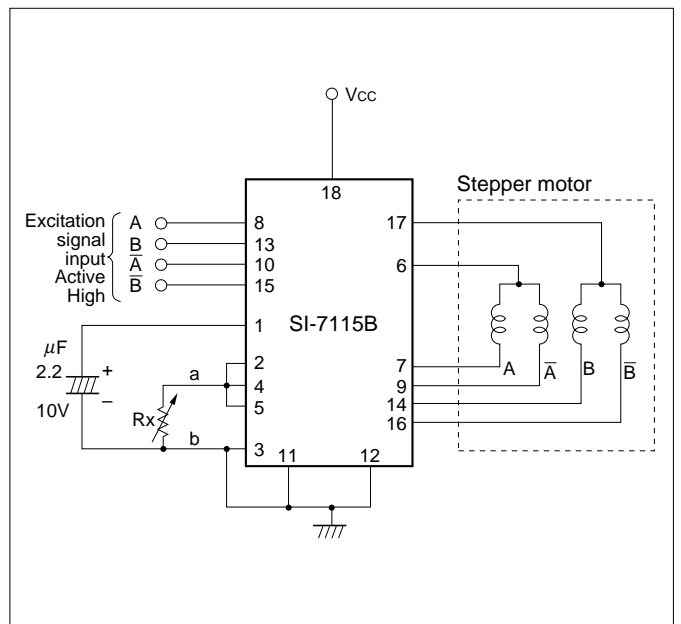 Vcc
18
Stepper motor
Excitation
signal
input
Active
High
A
B
A̅
B̅
8
13
10
15
17
6
SI-7115B
1
2
4
5
3
µF
2.2
10V
+
–
a
Rx
b
11
12
7
9
14
16
A
A̅
B
B̅